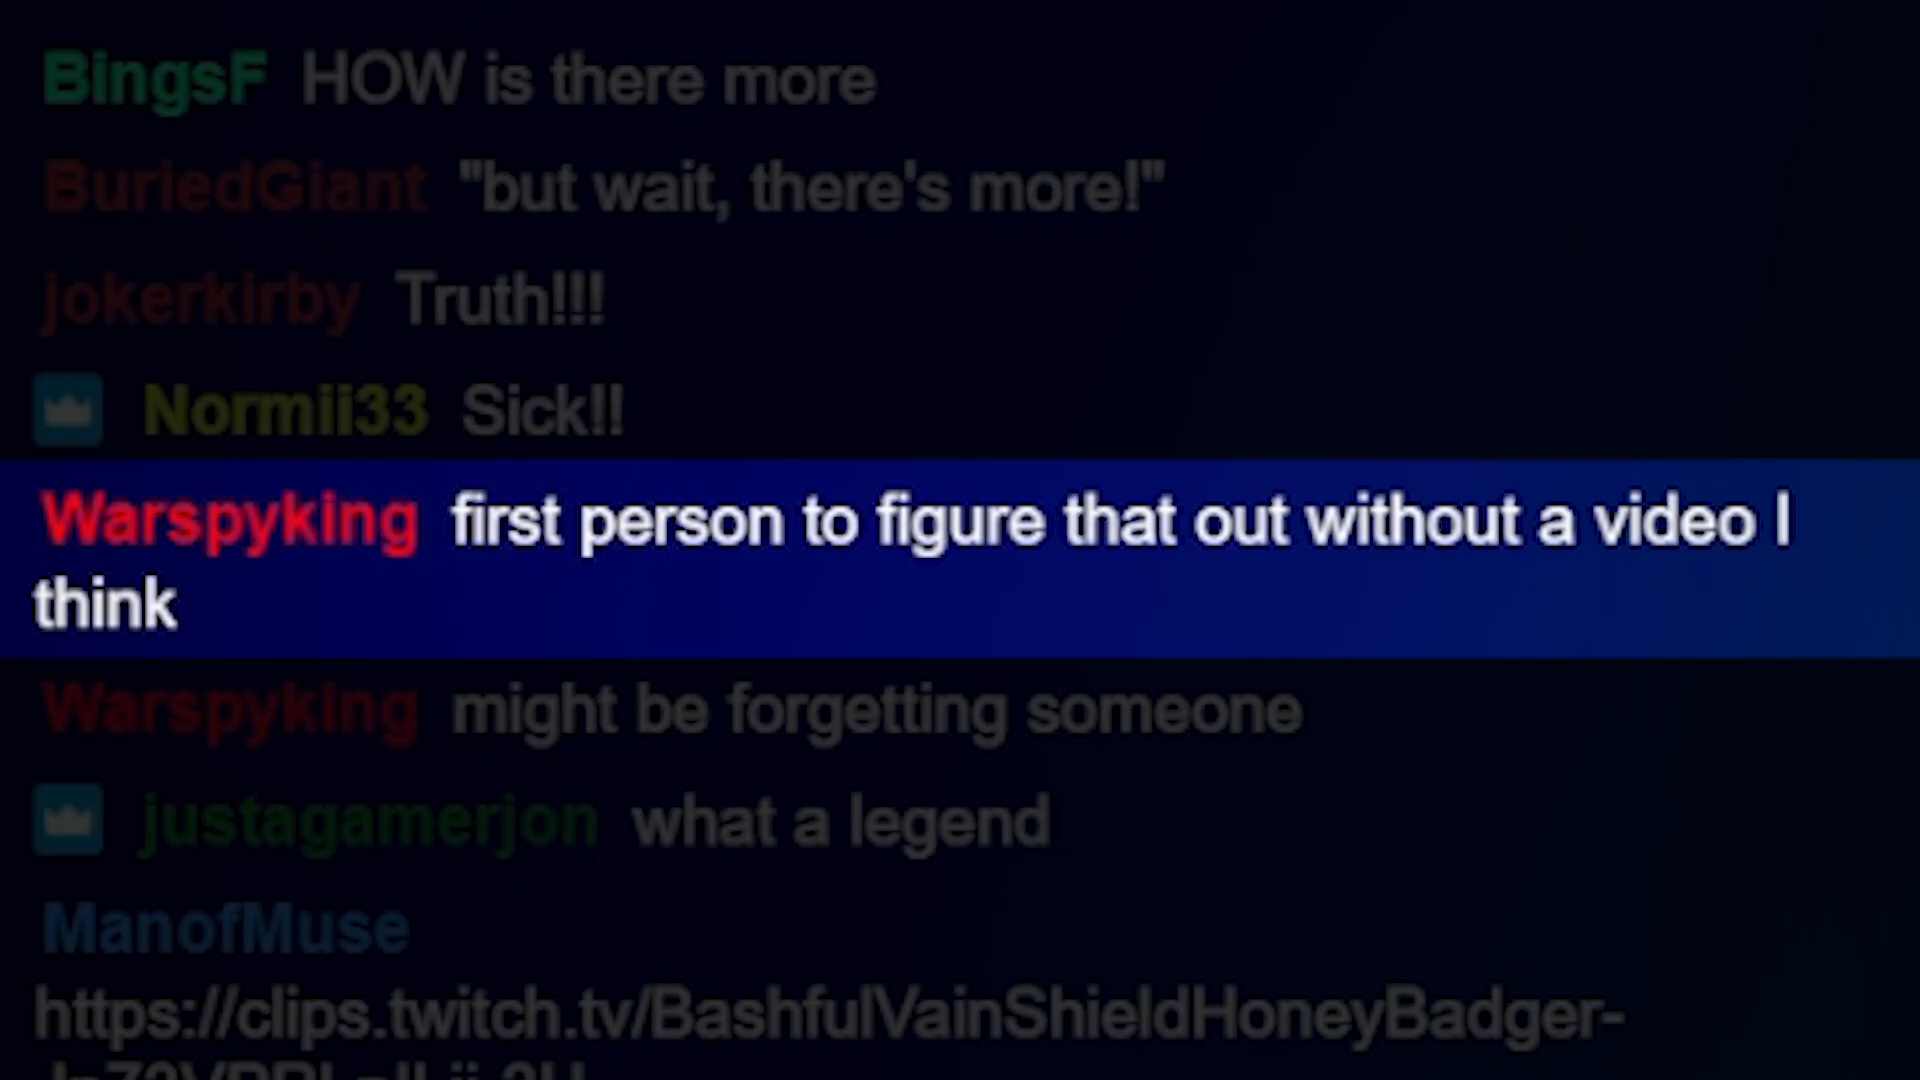 BingsF HOW is there more
BuriedGiant "but wait, there's more!"
jokerkirby Truth!!!
Normii33 Sick!!
Warspyking first person to figure that out without a video I
think
Warspyking might be forgetting someone
justagamerjon what a legend
ManofMuse
https://clips.twitch.tv/BashfulVainShieldHoneyBadger-